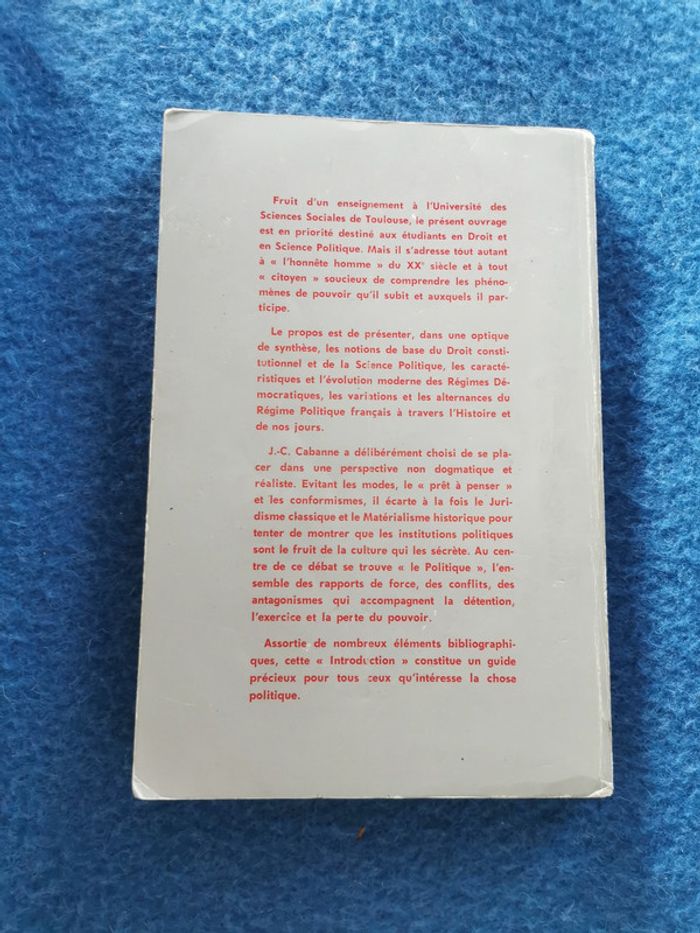 Fruit d'un enseignement à l'Université des
Sciences Sociales de Toulouse, le présent ouvrage
est en priorité destiné aux étudiants en Droit et
en Science Politique. Mais il s'adresse tout autant
à « l'honnête homme » du XXe siècle et à tout
« citoyen » soucieux de comprendre les phéno-
mènes de pouvoir qu'il subit et auxquels il par-
ticipe.
Le propos est de présenter, dans une optique
de synthèse, les notions de base du Droit consti-
tutionnel et de la Science Politique, les caracté-
ristiques et l'évolution moderne des Régimes Dé-
mocratiques, les variations et les alternances du
Régime Politique français à travers l'Histoire et
de nos jours.
J.-C. Cabanne a délibérément choisi de se pla-
cer dans une perspective non dogmatique et
réaliste. Evitant les modes, le « prêt à penser »
et les conformismes, il écarte à la fois le Juri-
disme classique et le Matérialisme historique pour
tenter de montrer que les institutions politiques
sont le fruit de la culture qui les sécrète. Au cen-
tre de ce débat se trouve « le Politique », l'en-
semble des rapports de force, des conflits, des
antagonismes qui accompagnent la détention,
l'exercice et la perte du pouvoir.
Assortie de nombreux éléments bibliographi-
ques, cette « Introduction » constitue un guide
précieux pour tous ceux qu'intéresse la chose
politique.